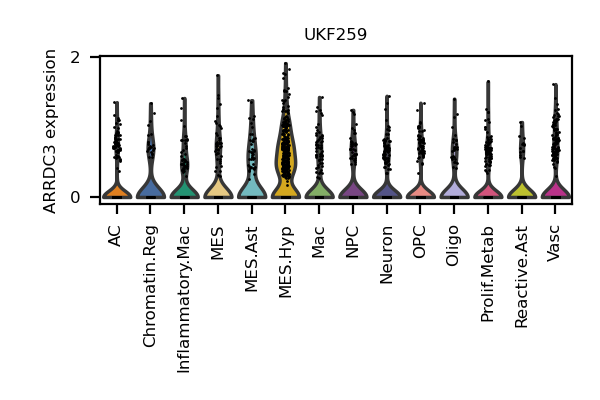 UKF259
ARRDC3 expression
2
0
AC
Chromatin.Reg
Inflammatory.Mac
MES
MES.Ast
MES.Hyp
Mac
NPC
Neuron
OPC
Oligo
Prolif.Metab
Reactive.Ast
Vasc